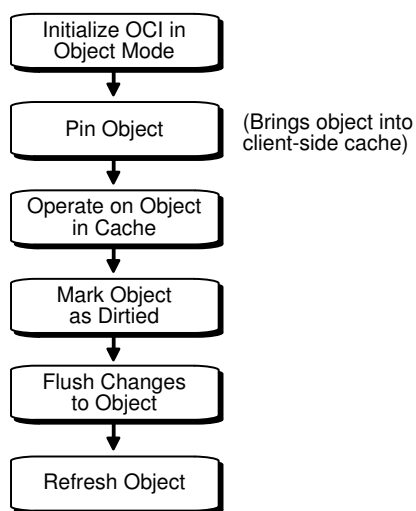 Initialize OCI in
Object Mode
Pin Object
(Brings object into
client-side cache)
Operate on Object
in Cache
Mark Object
as Dirtied
Flush Changes
to Object
Refresh Object